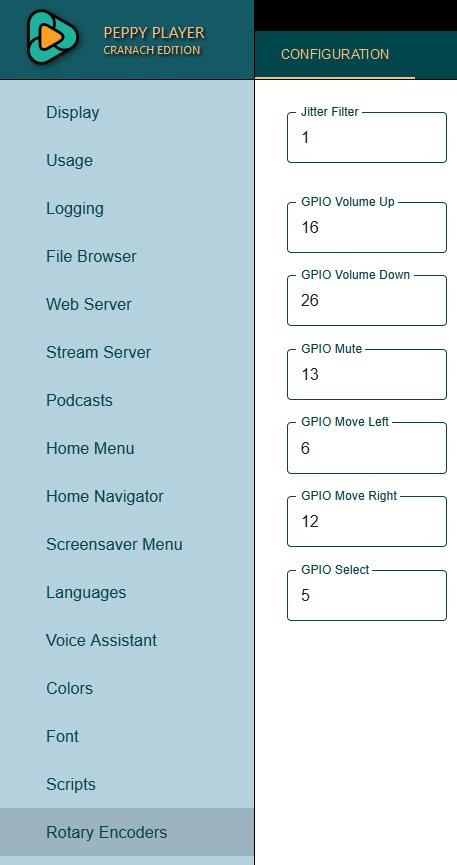 PEPPY PLAYER
CRANACH EDITION
CONFIGURATION
Display
Usage
Logging
File Browser
Web Server
Stream Server
Podcasts
Home Menu
Home Navigator
Screensaver Menu
Languages
Voice Assistant
Colors
Font
Scripts
Rotary Encoders
Jitter Filter
1
GPIO Volume Up
16
GPIO Volume Down
26
GPIO Mute
13
GPIO Move Left
6
GPIO Move Right
12
GPIO Select
5